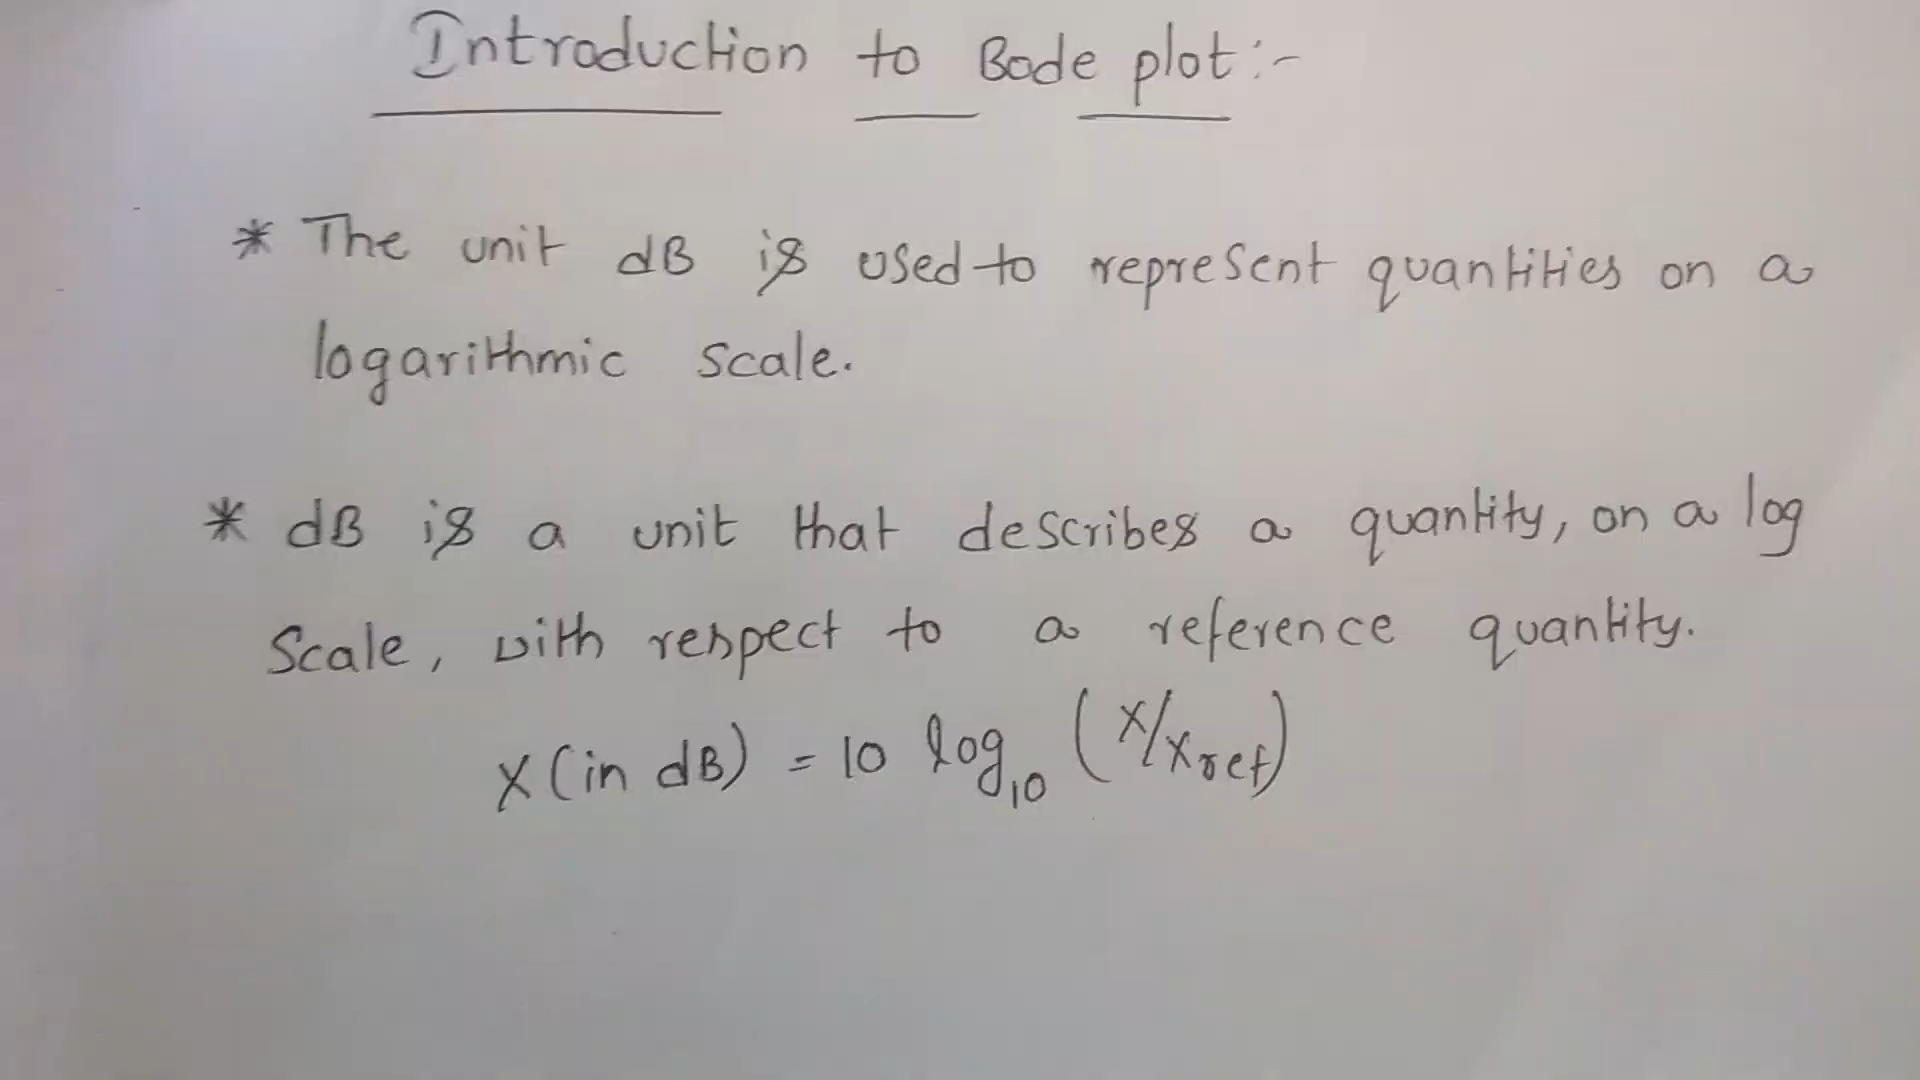 Introduction to Bode plot:-
* The unit dB is used to represent quantities on a
logarithmic scale.
* dB is a unit that describes a quantity, on a log
Scale, with respect to a reference quantity.
X (in dB) = 10 log₁₀ (X/Xref)